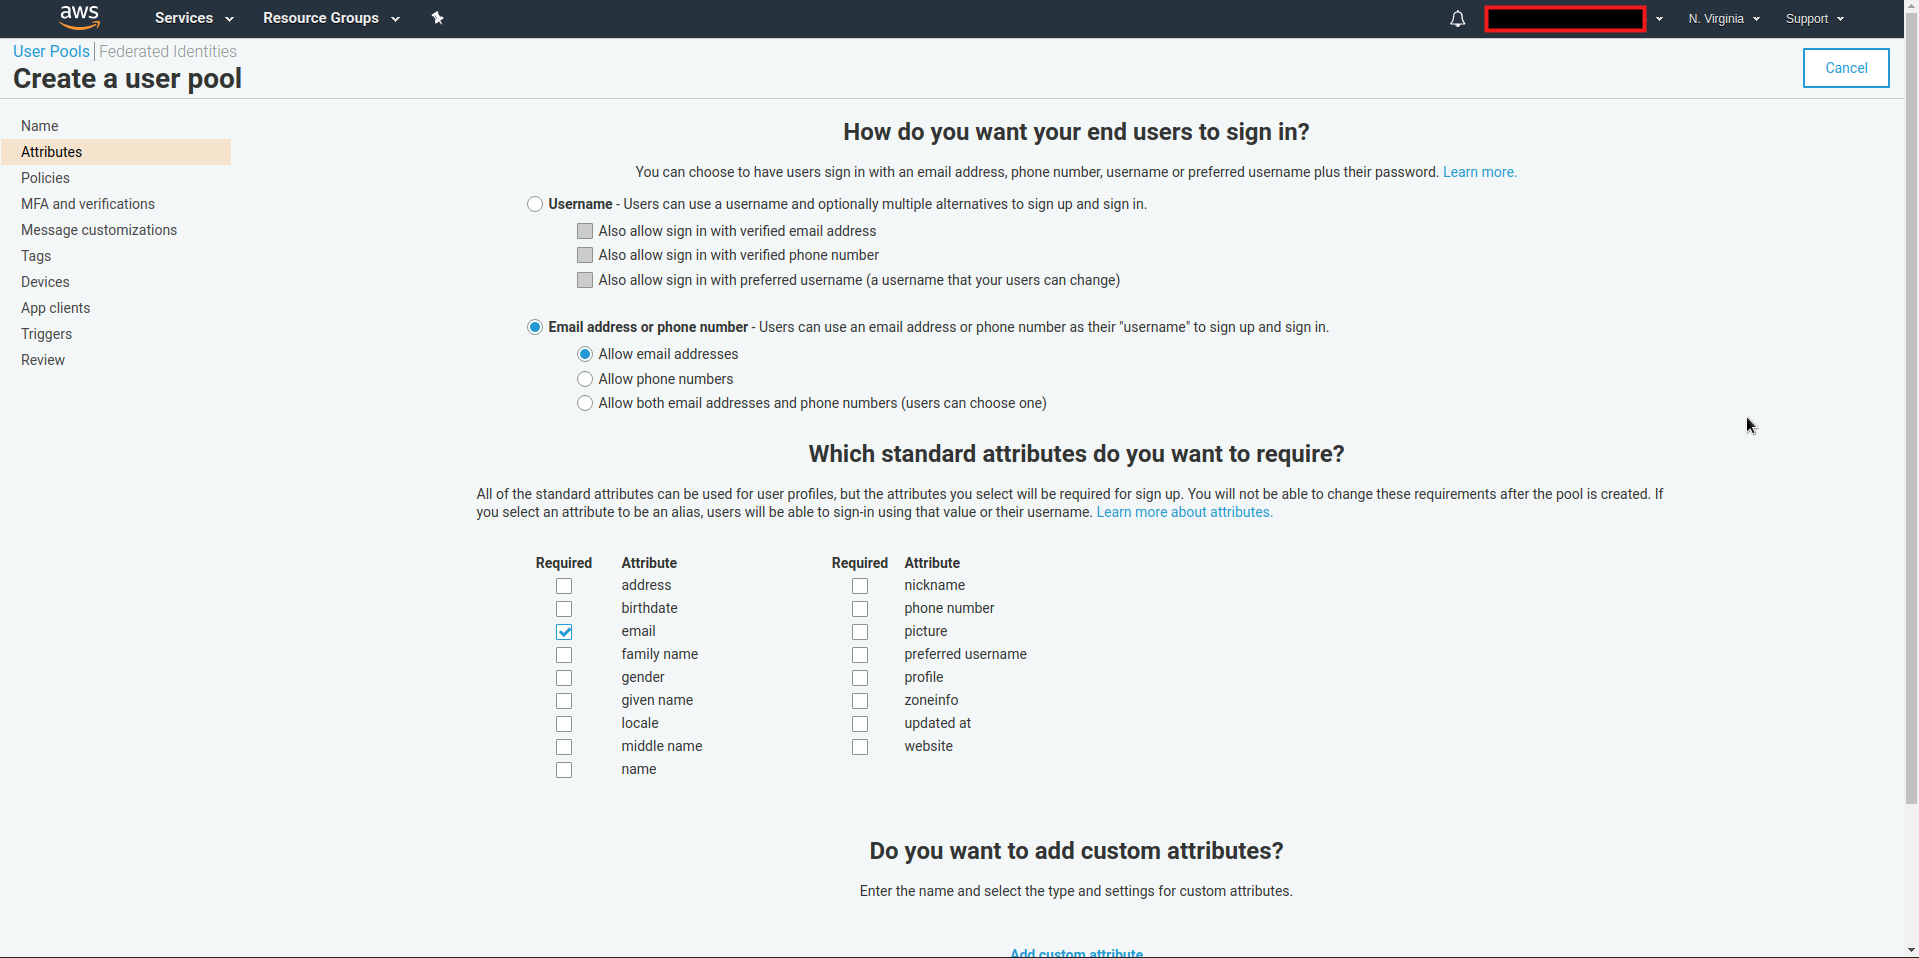 aws Services Resource Groups N. Virginia Support
User Pools Federated Identities
Create a user pool
Cancel
Name
Attributes
Policies
MFA and verifications
Message customizations
Tags
Devices
App clients
Triggers
Review
How do you want your end users to sign in?
You can choose to have users sign in with an email address, phone number, username or preferred username plus their password. Learn more.
Username - Users can use a username and optionally multiple alternatives to sign up and sign in.
Also allow sign in with verified email address
Also allow sign in with verified phone number
Also allow sign in with preferred username (a username that your users can change)
Email address or phone number - Users can use an email address or phone number as their "username" to sign up and sign in.
Allow email addresses
Allow phone numbers
Allow both email addresses and phone numbers (users can choose one)
Which standard attributes do you want to require?
All of the standard attributes can be used for user profiles, but the attributes you select will be required for sign up. You will not be able to change these requirements after the pool is created. If
you select an attribute to be an alias, users will be able to sign-in using that value or their username. Learn more about attributes.
Required Attribute Required Attribute
address nickname
birthdate phone number
email picture
family name preferred username
gender profile
given name zoneinfo
locale updated at
middle name website
name
Do you want to add custom attributes?
Enter the name and select the type and settings for custom attributes.
Add custom attribute